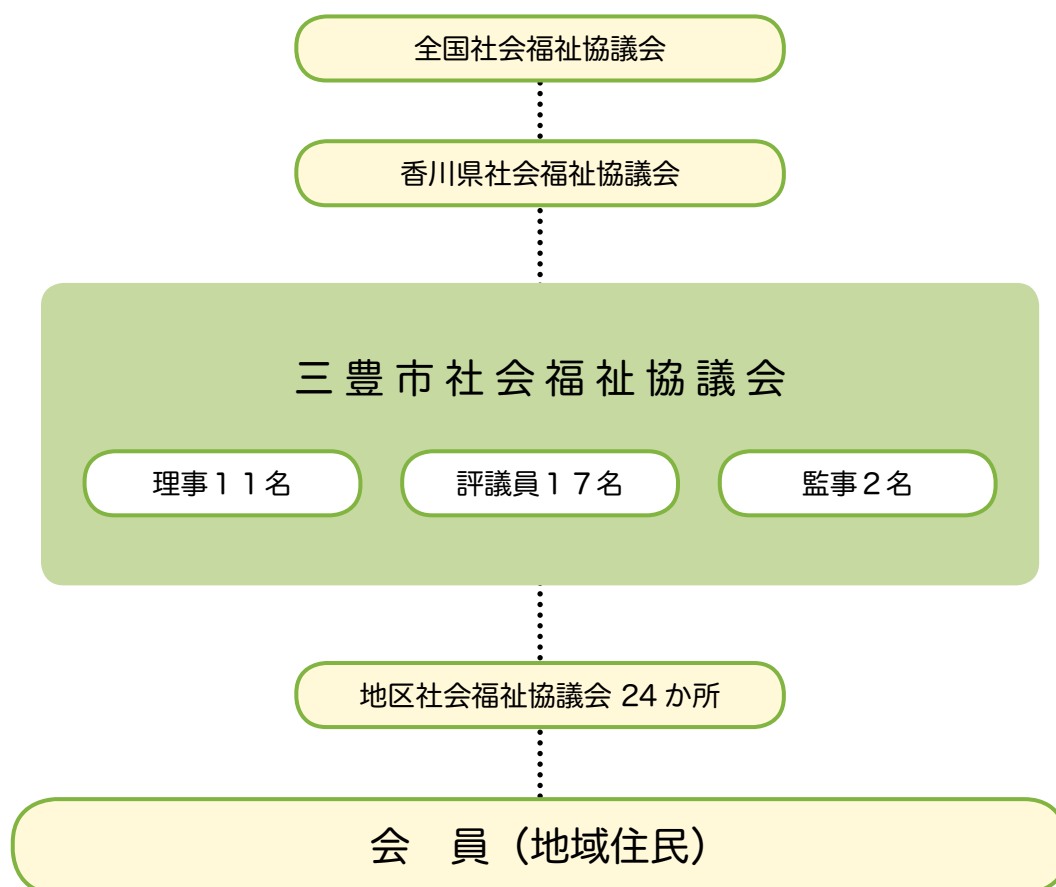 全国社会福祉協議会
香川県社会福祉協議会
三豊市社会福祉協議会
理事１１名
評議員１７名
監事２名
地区社会福祉協議会 24 か所
会　員（地域住民）